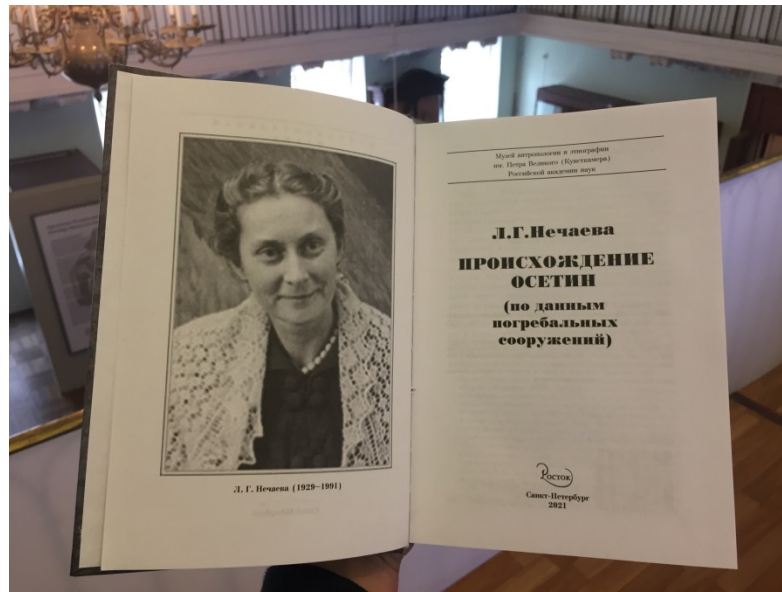 Л. Г. Нечаева (1929–1991)
Музей антропологии и этнографии
им. Петра Великого (Кунсткамера)
Российской академии наук
Л.Г.Нечаева
ПРОИСХОЖДЕНИЕ
ОСЕТИН
(по данным
погребальных
сооружений)
Росток
Санкт-Петербург
2021